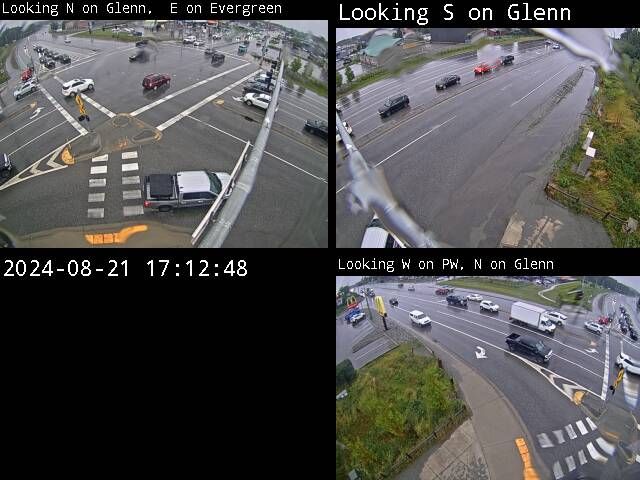 Looking N on Glenn,  E on Evergreen
Looking S on Glenn
2024-08-21 17:12:48
Looking W on PW, N on Glenn